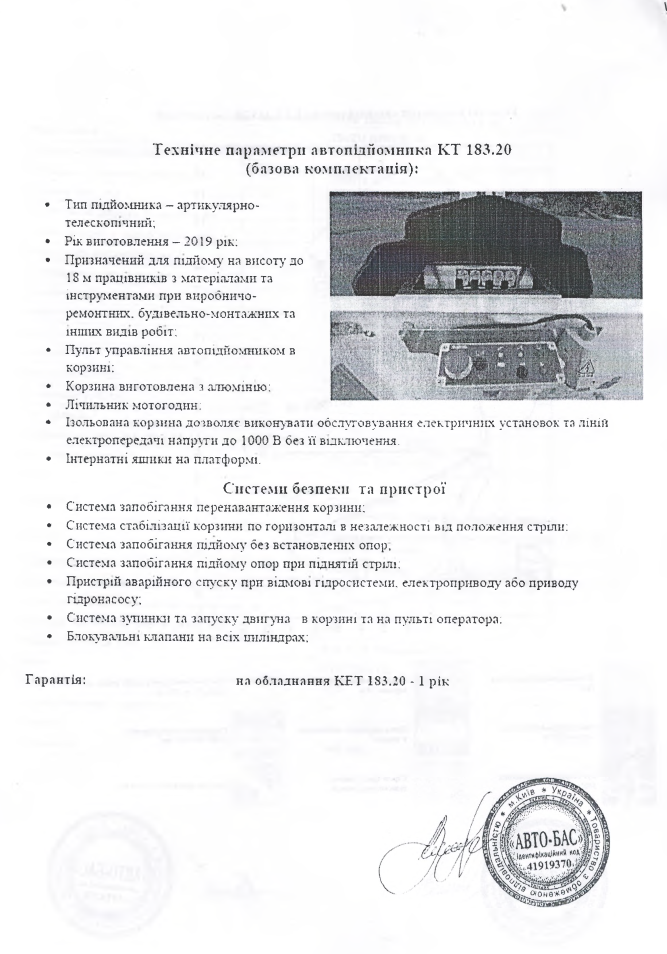 Технічне параметри автопідйомника КТ 183.20
(базова комплектація):
• Тип підйомника – артикулярно-
телескопічний;
• Рік виготовлення – 2019 рік;
• Призначений для підйому на висоту до
18 м працівників з матеріалами та
інструментами при виробничо-
ремонтних, будівельно-монтажних та
інших видів робіт;
• Пульт управління автопідйомником в
корзині;
• Корзина виготовлена з алюмінію;
• Лічильник мотогодин;
• Ізольована корзина дозволяє виконувати обслуговування електричних установок та ліній
електропередачі напруги до 1000 В без її відключення.
• Інтернатні ящики на платформі.
Системи безпеки та пристрої
• Система запобігання перенавантаження корзини;
• Система стабілізації корзини по горизонталі в незалежності від положення стріли;
• Система запобігання підйому без встановлених опор;
• Система запобігання підйому опор при піднятій стрілі;
• Пристрій аварійного спуску при відмові гідросистеми, електроприводу або приводу
гідронасосу;
• Система зупинки та запуску двигуна в корзині та на пульті оператора;
• Блокувальні клапани на всіх циліндрах;
Гарантія: на обладнання КЕТ 183.20 - 1 рік
м.Київ * Україна * Товариство з обмеженою відповідальністю *
«АВТО-БАС»
Ідентифікаційний код
41919370